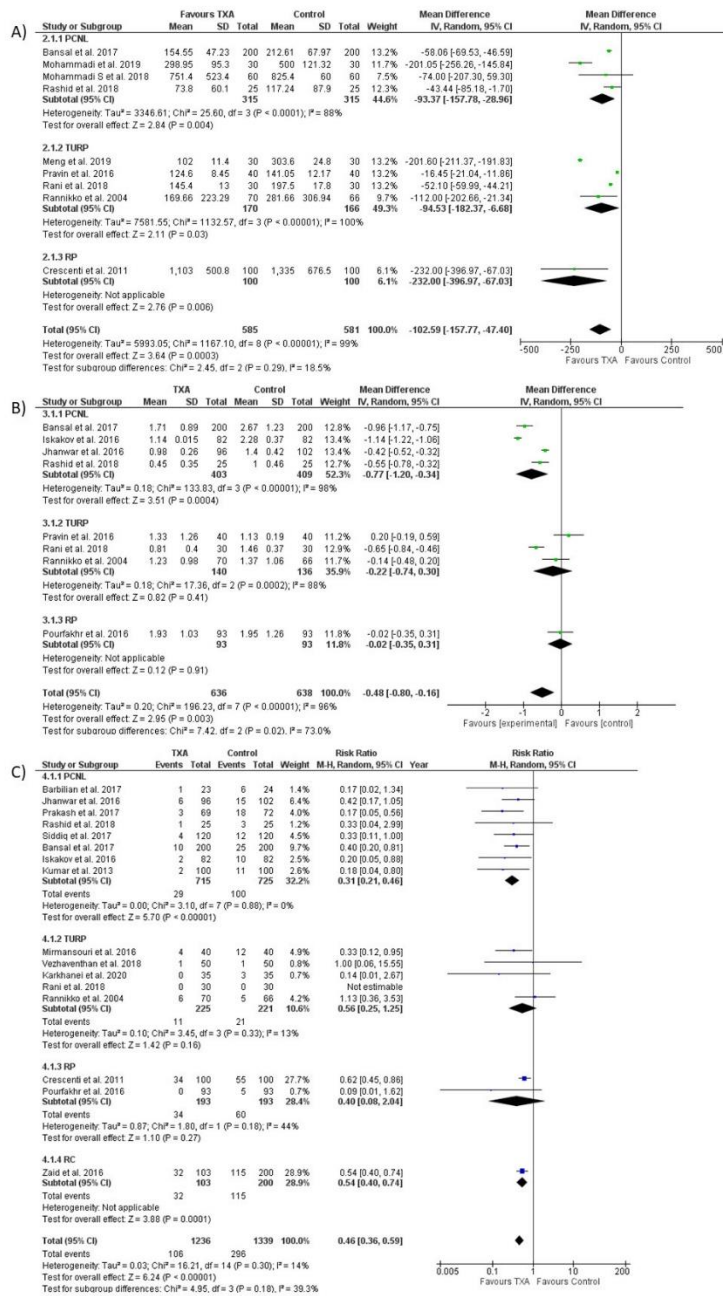 A)
Favours TXA Control Mean Difference Mean Difference
Study or Subgroup Mean SD Total Mean SD Total Weight IV, Random, 95% CI IV, Random, 95% CI
2.1.1 PCNL
Bansal et al. 2017 154.55 47.23 200 212.61 67.97 200 13.2% -58.06 [-69.53, -46.59]
Mohammadi et al. 2019 298.95 95.3 30 500 121.32 30 10.6% -201.05 [-256.26, -145.84]
Mohammadi S et al. 2018 751.4 523.4 60 825.4 60 60 -74.00 [-207.90, 59.30]
Rashid et al. 2018 73.8 60.1 25 117.24 87.9 25 -43.44 [-85.18, -1.70]
Subtotal (95% CI) 315 315 44.6% -93.37 [-157.78, -28.96]
Heterogeneity: Tau² = 3346.61; Chi² = 25.60, df = 3 (P < 0.0001); I² = 88%
Test for overall effect: Z = 2.84 (P = 0.004)
2.1.2 TURP
Meng et al. 2019 102 11.4 30 303.6 24.8 30 13.2% -201.60 [-211.37, -191.83]
Pravin et al. 2016 124.6 8.45 40 141.05 12.17 40 -16.45 [-21.04, -11.86]
Rani et al. 2018 145.4 13 30 197.5 17.8 30 -52.10 [-59.99, -44.21]
Rannikko et al. 2004 169.66 223.29 70 281.66 306.94 66 -112.00 [-202.66, -21.34]
Subtotal (95% CI) 170 166 49.3% -94.53 [-182.37, -6.68]
Heterogeneity: Tau² = 7581.55; Chi² = 1132.57, df = 3 (P < 0.00001); I² = 100%
Test for overall effect: Z = 2.11 (P = 0.03)
2.1.3 RP
Crescenti et al. 2011 1,103 500.8 100 1,335 676.5 100 6.1% -232.00 [-396.97, -67.03]
Subtotal (95% CI) 100 100 6.1% -232.00 [-396.97, -67.03]
Heterogeneity: Not applicable
Test for overall effect: Z = 2.76 (P = 0.006)
Total (95% CI) 585 581 100.0% -102.59 [-157.77, -47.40]
Heterogeneity: Tau² = 5993.05; Chi² = 1167.10, df = 8 (P < 0.00001); I² = 99%
Test for overall effect: Z = 3.64 (P = 0.0003)
Test for subgroup differences: Chi² = 2.45, df = 2 (P = 0.29), I² = 18.5%
-500 -250 0 250 500
Favours TXA Favours Control
B)
TXA Control Mean Difference Mean Difference
Study or Subgroup Mean SD Total Mean SD Total Weight IV, Random, 95% CI IV, Random, 95% CI
3.1.1 PCNL
Bansal et al. 2017 1.71 0.89 200 2.67 1.23 200 12.8% -0.96 [-1.17, -0.75]
Iskakov et al. 2016 1.14 0.015 82 2.28 0.37 82 -1.14 [-1.22, -1.06]
Jhanwar et al. 2016 0.98 0.26 96 1.4 0.42 102 -0.42 [-0.52, -0.32]
Rashid et al. 2018 0.45 0.35 25 1 0.46 25 -0.55 [-0.78, -0.32]
Subtotal (95% CI) 403 409 52.3% -0.77 [-1.20, -0.34]
Heterogeneity: Tau² = 0.18; Chi² = 133.83, df = 3 (P < 0.00001); I² = 98%
Test for overall effect: Z = 3.51 (P = 0.0004)
3.1.2 TURP
Pravin et al. 2016 1.33 1.26 40 1.13 0.19 40 11.2% 0.20 [-0.19, 0.59]
Rani et al. 2018 0.81 0.4 30 1.46 0.37 30 -0.65 [-0.84, -0.46]
Rannikko et al. 2004 1.23 0.98 70 1.37 1.06 66 -0.14 [-0.48, 0.20]
Subtotal (95% CI) 140 136 35.9% -0.22 [-0.74, 0.30]
Heterogeneity: Tau² = 0.18; Chi² = 17.36, df = 2 (P = 0.0002); I² = 88%
Test for overall effect: Z = 0.82 (P = 0.41)
3.1.3 RP
Pourfakhr et al. 2016 1.93 1.03 93 1.95 1.26 93 11.8% -0.02 [-0.35, 0.31]
Subtotal (95% CI) 93 93 11.8% -0.02 [-0.35, 0.31]
Heterogeneity: Not applicable
Test for overall effect: Z = 0.12 (P = 0.91)
Total (95% CI) 636 638 100.0% -0.48 [-0.80, -0.16]
Heterogeneity: Tau² = 0.20; Chi² = 196.23, df = 7 (P < 0.00001); I² = 96%
Test for overall effect: Z = 2.95 (P = 0.003)
Test for subgroup differences: Chi² = 7.42, df = 2 (P = 0.02), I² = 73.0%
-2 -1 0 1 2
Favours [experimental] Favours [control]
C)
TXA Control Risk Ratio Risk Ratio
Study or Subgroup Events Total Events Total Weight M-H, Random, 95% CI Year M-H, Random, 95% CI
4.1.1 PCNL
Barbilian et al. 2017 1 23 6 24 0.17 [0.02, 1.34]
Jhanwar et al. 2016 6 96 15 102 0.42 [0.17, 1.05]
Prakash et al. 2017 3 69 18 72 0.17 [0.05, 0.56]
Rashid et al. 2018 1 25 3 25 0.33 [0.04, 2.99]
Siddiq et al. 2017 4 120 12 120 0.33 [0.11, 1.00]
Bansal et al. 2017 10 200 25 200 0.40 [0.20, 0.81]
Iskakov et al. 2016 2 82 10 82 0.20 [0.05, 0.88]
Kumar et al. 2013 2 100 11 100 0.18 [0.04, 0.80]
Subtotal (95% CI) 715 725 32.2% 0.31 [0.21, 0.46]
Total events 29 100
Heterogeneity: Tau² = 0.00; Chi² = 3.10, df = 7 (P = 0.88); I² = 0%
Test for overall effect: Z = 5.70 (P < 0.00001)
4.1.2 TURP
Mirmansouri et al. 2016 4 40 12 40 4.9% 0.33 [0.12, 0.95]
Vezhaventhan et al. 2018 1 50 1 50 1.00 [0.06, 15.55]
Karkhanei et al. 2020 0 35 3 35 0.14 [0.01, 2.67]
Rani et al. 2018 0 30 0 30 Not estimable
Rannikko et al. 2004 6 70 5 66 1.13 [0.36, 3.53]
Subtotal (95% CI) 225 221 10.6% 0.56 [0.25, 1.25]
Total events 11 21
Heterogeneity: Tau² = 0.10; Chi² = 3.45, df = 3 (P = 0.33); I² = 13%
Test for overall effect: Z = 1.42 (P = 0.16)
4.1.3 RP
Crescenti et al. 2011 34 100 55 100 27.7% 0.62 [0.45, 0.86]
Pourfakhr et al. 2016 0 93 5 93 0.7% 0.09 [0.01, 1.62]
Subtotal (95% CI) 193 193 28.4% 0.40 [0.08, 2.04]
Total events 34 60
Heterogeneity: Tau² = 0.87; Chi² = 1.80, df = 1 (P = 0.18); I² = 44%
Test for overall effect: Z = 1.10 (P = 0.27)
4.1.4 RC
Zaid et al. 2016 32 103 115 200 28.9% 0.54 [0.40, 0.74]
Subtotal (95% CI) 103 200 28.9% 0.54 [0.40, 0.74]
Total events 32 115
Heterogeneity: Not applicable
Test for overall effect: Z = 3.88 (P = 0.0001)
Total (95% CI) 1236 1339 100.0% 0.46 [0.36, 0.59]
Total events 106 296
Heterogeneity: Tau² = 0.03; Chi² = 16.21, df = 14 (P = 0.30); I² = 14%
Test for overall effect: Z = 6.24 (P < 0.00001)
Test for subgroup differences: Chi² = 4.95, df = 3 (P = 0.18), I² = 39.3%
0.005 0.1 1 10 200
Favours TXA Favours Control